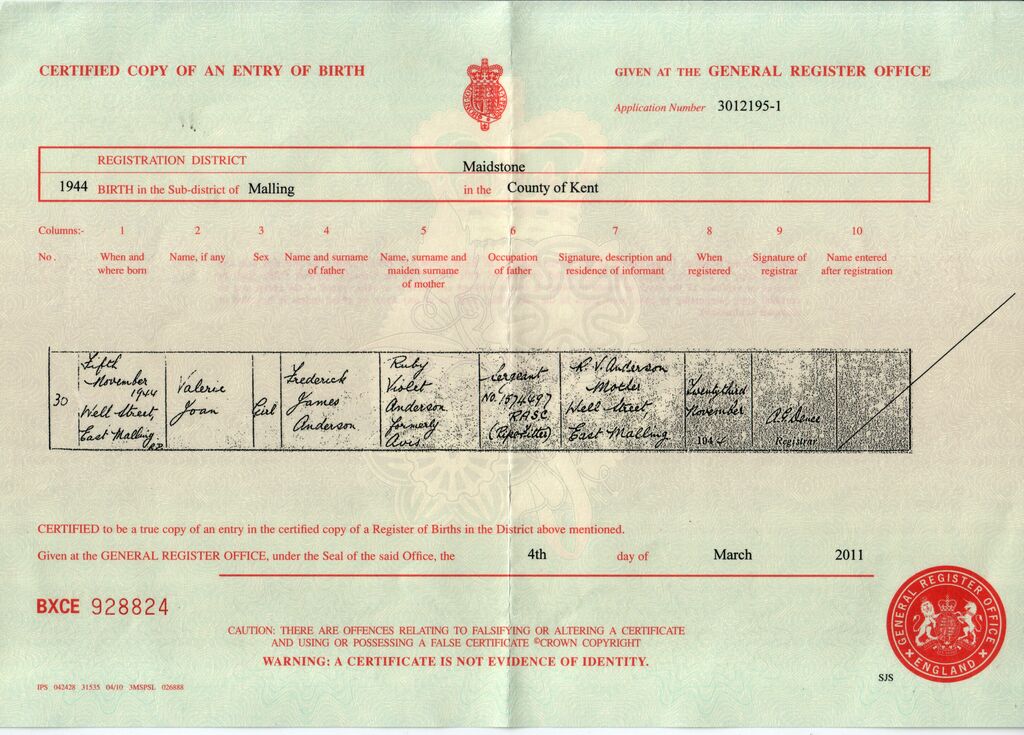 CERTIFIED COPY OF AN ENTRY OF BIRTH
GIVEN AT THE GENERAL REGISTER OFFICE
Application Number 3012195-1
REGISTRATION DISTRICT Maidstone
1944 BIRTH in the Sub-district of Malling in the County of Kent
Columns:- 1 2 3 4 5 6 7 8 9 10
No. When and where born
Name, if any
Sex
Name and surname of father
Name, surname and maiden surname of mother
Occupation of father
Signature, description and residence of informant
When registered
Signature of registrar
Name entered after registration
30
Fifth
November
1944
Well Street,
East Malling
Valerie
Joan
Girl
Frederick
James
Anderson
Ruby
Violet
Anderson
formerly
Avis
Sergeant
No. 1574497
RASC
R. V. Anderson
Mother
Well Street,
East Malling
Twenty third
November
Registrar
CERTIFIED to be a true copy of an entry in the certified copy of a Register of Births in the District above mentioned.
Given at the GENERAL REGISTER OFFICE, under the Seal of the said Office, the 4th day of March 2011
BXCE 928824
CAUTION: THERE ARE OFFENCES RELATING TO FALSIFYING OR ALTERING A CERTIFICATE
AND USING OR POSSESSING A FALSE CERTIFICATE ©CROWN COPYRIGHT
WARNING: A CERTIFICATE IS NOT EVIDENCE OF IDENTITY.
GENERAL REGISTER OFFICE
ENGLAND
SJS
IPS 042428 31535 04/10 3MSPSL 026888